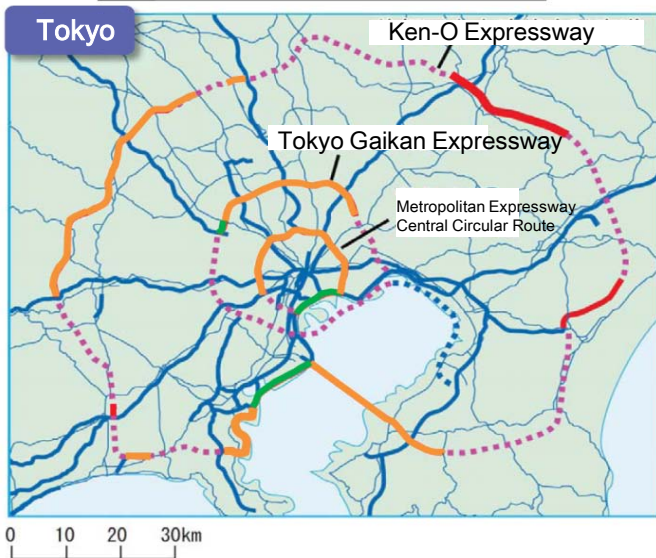 Tokyo
Ken-O Expressway
Tokyo Gaikan Expressway
Metropolitan Expressway
Central Circular Route
0 10 20 30km